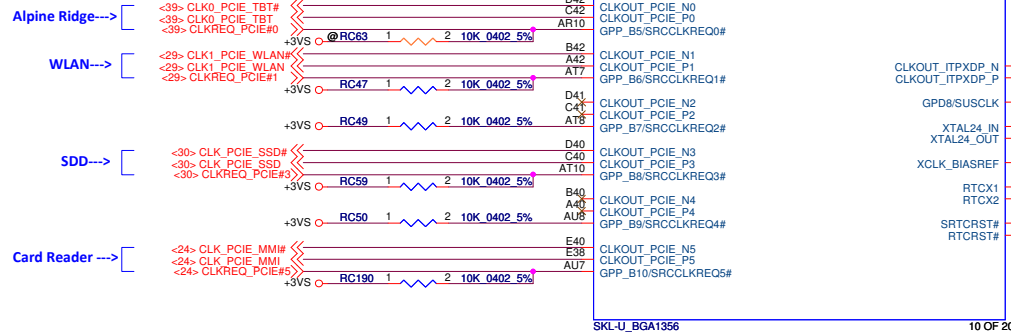 D42
<39> CLK0_PCIE_TBT# CLKOUT_PCIE_N0
Alpine Ridge---> <39> CLK0_PCIE_TBT C42 CLKOUT_PCIE_P0
<39> CLKREQ_PCIE#0 AR10 GPP_B5/SRCCLKREQ0#
+3VS @RC63 1 2 10K_0402_5%
<29> CLK1_PCIE_WLAN# B42 CLKOUT_PCIE_N1
WLAN---> <29> CLK1_PCIE_WLAN A42 CLKOUT_PCIE_P1 CLKOUT_ITPXDP_N
<29> CLKREQ_PCIE#1 AT7 GPP_B6/SRCCLKREQ1# CLKOUT_ITPXDP_P
+3VS RC47 1 2 10K_0402_5%
D41 CLKOUT_PCIE_N2 GPD8/SUSCLK
C41 CLKOUT_PCIE_P2
+3VS RC49 1 2 10K_0402_5% AT8 GPP_B7/SRCCLKREQ2# XTAL24_IN
XTAL24_OUT
<30> CLK_PCIE_SSD# D40 CLKOUT_PCIE_N3
SDD---> <30> CLK_PCIE_SSD C40 CLKOUT_PCIE_P3 XCLK_BIASREF
<30> CLKREQ_PCIE#3 AT10 GPP_B8/SRCCLKREQ3#
+3VS RC59 1 2 10K_0402_5% RTCX1
B40 CLKOUT_PCIE_N4 RTCX2
A40 CLKOUT_PCIE_P4
+3VS RC50 1 2 10K_0402_5% AU8 GPP_B9/SRCCLKREQ4# SRTCRST#
RTCRST#
<24> CLK_PCIE_MMI# E40 CLKOUT_PCIE_N5
Card Reader ---> <24> CLK_PCIE_MMI E38 CLKOUT_PCIE_P5
<24> CLKREQ_PCIE#5 AU7 GPP_B10/SRCCLKREQ5#
+3VS RC190 1 2 10K_0402_5%
SKL-U_BGA1356 10 OF 20